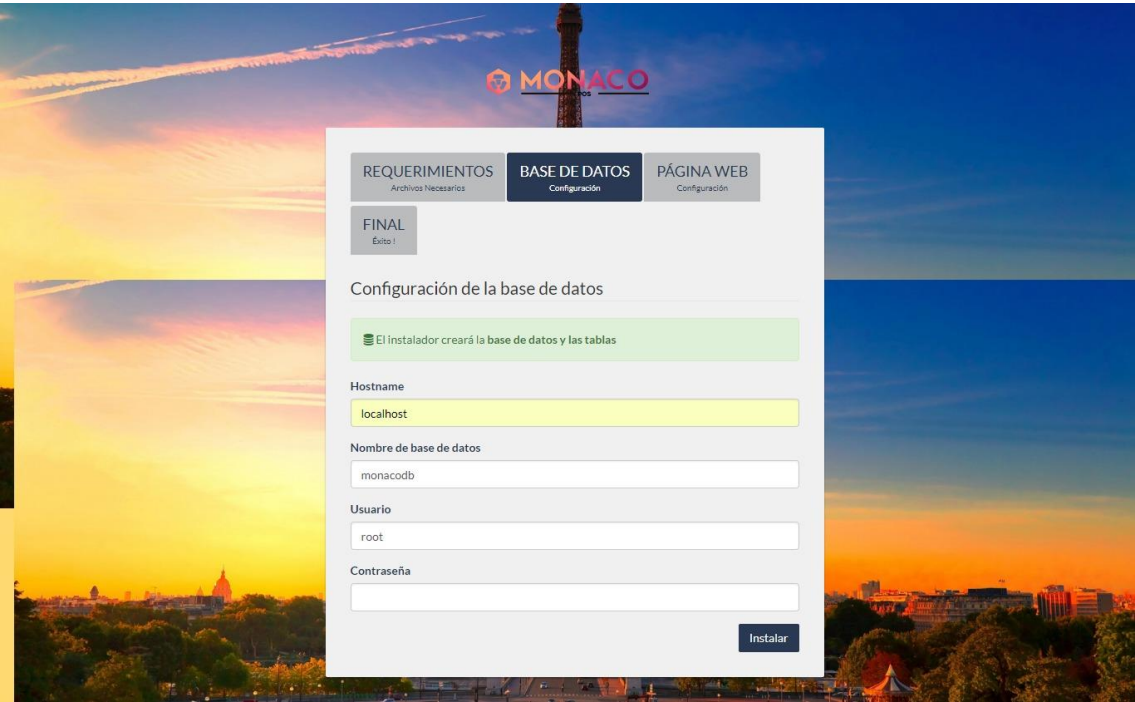 MONACO
POS
REQUERIMIENTOS
Archivos Necesarios
BASE DE DATOS
Configuración
PÁGINA WEB
Configuración
FINAL
Éxito !
Configuración de la base de datos
El instalador creará la base de datos y las tablas
Hostname
localhost
Nombre de base de datos
monacodb
Usuario
root
Contraseña
Instalar